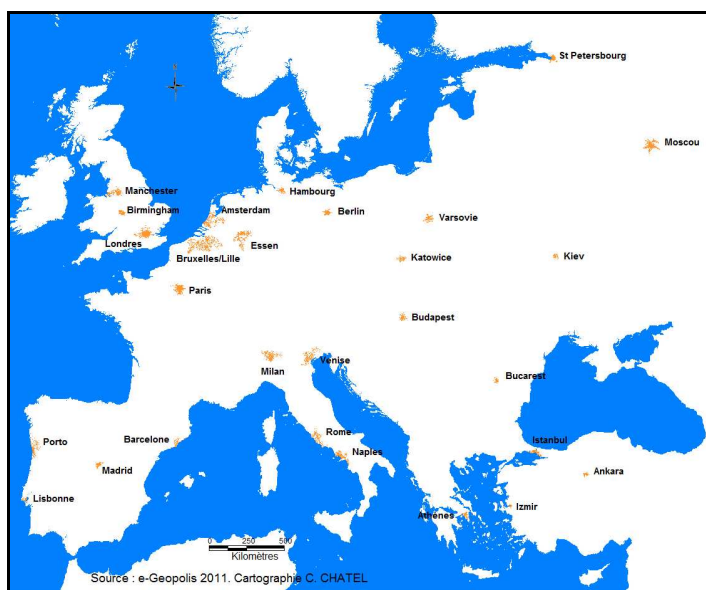 St Petersbourg
Moscou
Manchester
Hambourg
Birmingham
Amsterdam
Berlin
Varsovie
Londres
Essen
Bruxelles/Lille
Katowice
Kiev
Paris
Budapest
Venise
Milan
Bucarest
Porto
Barcelone
Rome
Istanbul
Naples
Madrid
Ankara
Lisbonne
Izmir
Athènes
0 250 500
Kilomètres
Source : e-Geopolis 2011. Cartographie C. CHATEL